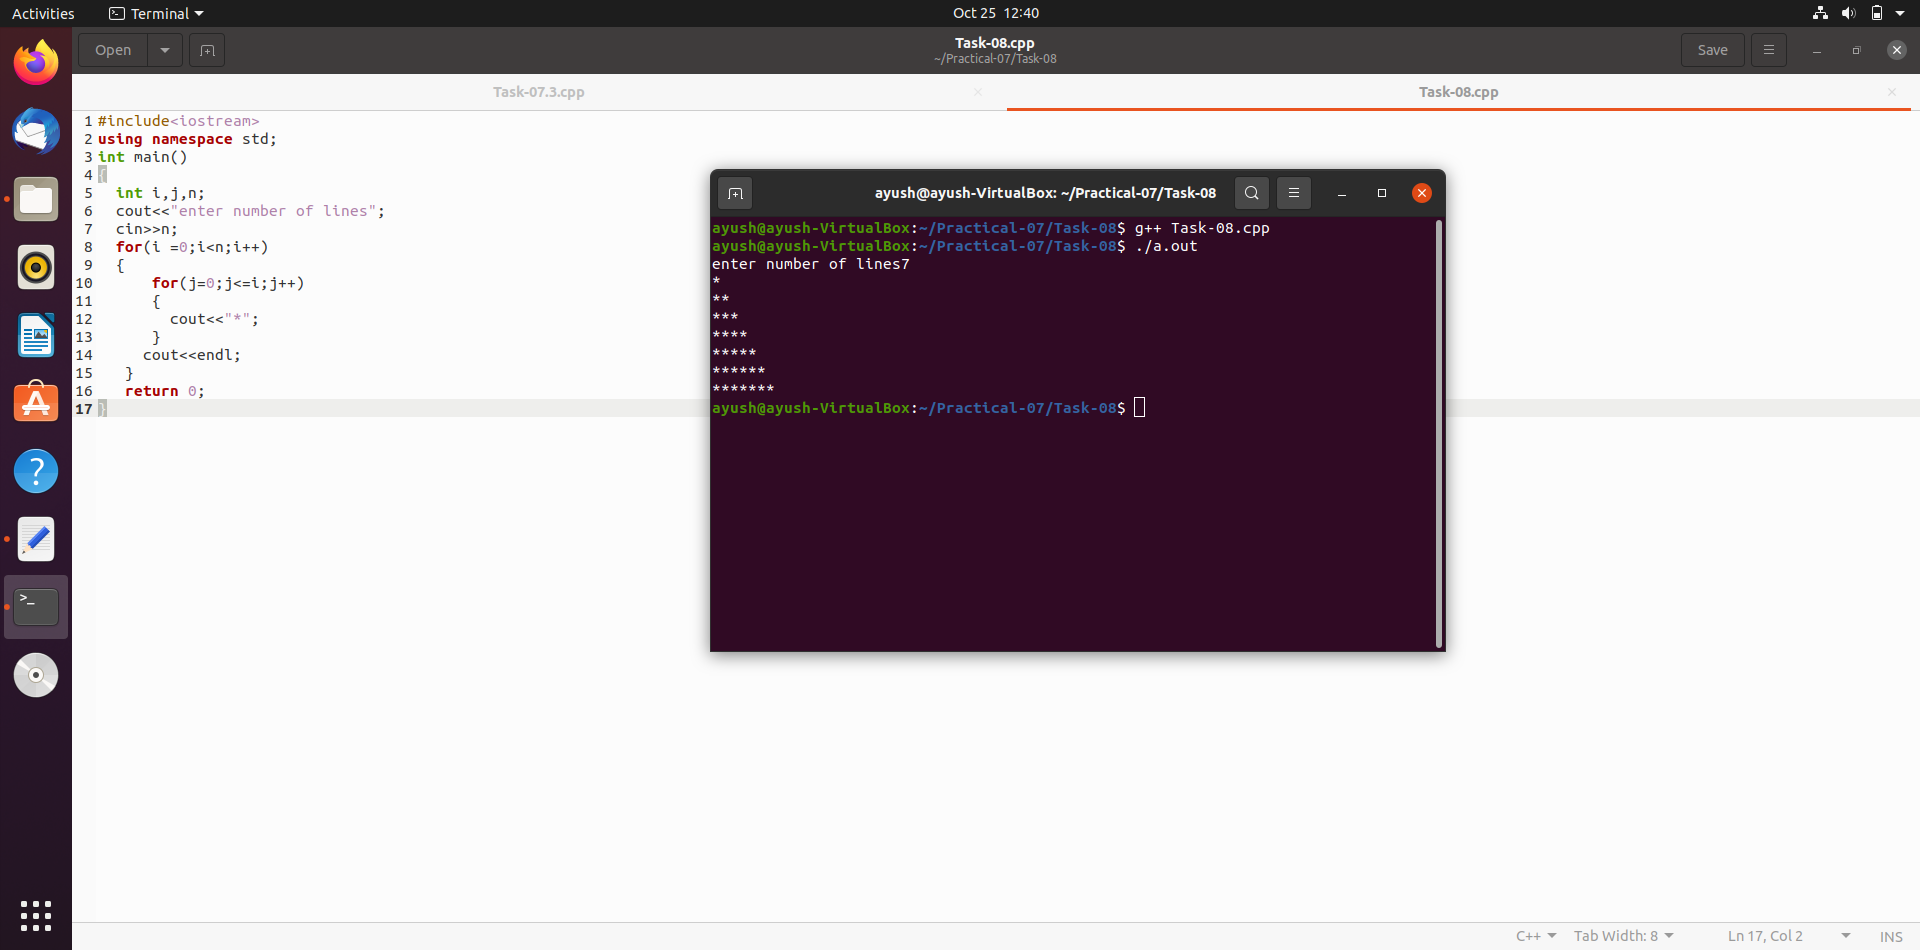 Activities
Terminal
Oct 25 12:40
Open
Task-08.cpp
~/Practical-07/Task-08
Save
Task-07.3.cpp
Task-08.cpp
1 #include<iostream>
2 using namespace std;
3 int main()
4 {
5   int i,j,n;
6   cout<<"enter number of lines";
7   cin>>n;
8   for(i =0;i<n;i++)
9   {
10       for(j=0;j<=i;j++)
11       {
12         cout<<"*";
13       }
14      cout<<endl;
15    }
16    return 0;
17 }
ayush@ayush-VirtualBox: ~/Practical-07/Task-08
ayush@ayush-VirtualBox:~/Practical-07/Task-08$ g++ Task-08.cpp
ayush@ayush-VirtualBox:~/Practical-07/Task-08$ ./a.out
enter number of lines7
*
**
***
****
*****
******
*******
ayush@ayush-VirtualBox:~/Practical-07/Task-08$
C++
Tab Width: 8
Ln 17, Col 2
INS